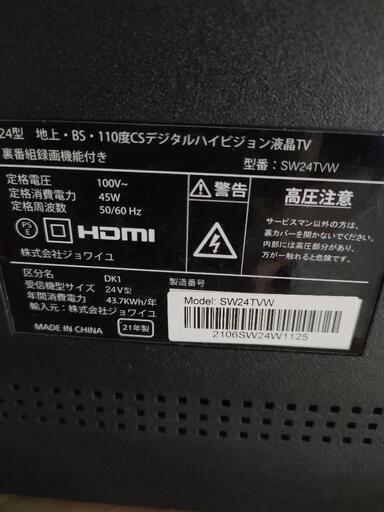 24型 地上・BS・110度CSデジタルハイビジョン液晶TV
裏番組録画機能付き
型番： SW24TVW
定格電圧： 100V~
定格消費電力： 45W
定格周波数： 50/60 Hz
PS
E
HDMI
株式会社ジョワイユ
警告
高圧注意
サービスマン以外の方は、
裏カバーを開かないでください。
内部には高圧部分があり、
万が一触れると危険です。
区分名： DK1
受信機型サイズ： 24V型
年間消費電力： 43.7KWh/年
輸入元：株式会社ジョワイユ
MADE IN CHINA
21年製
製造番号：
Model: SW24TVW
2106SW24W1125